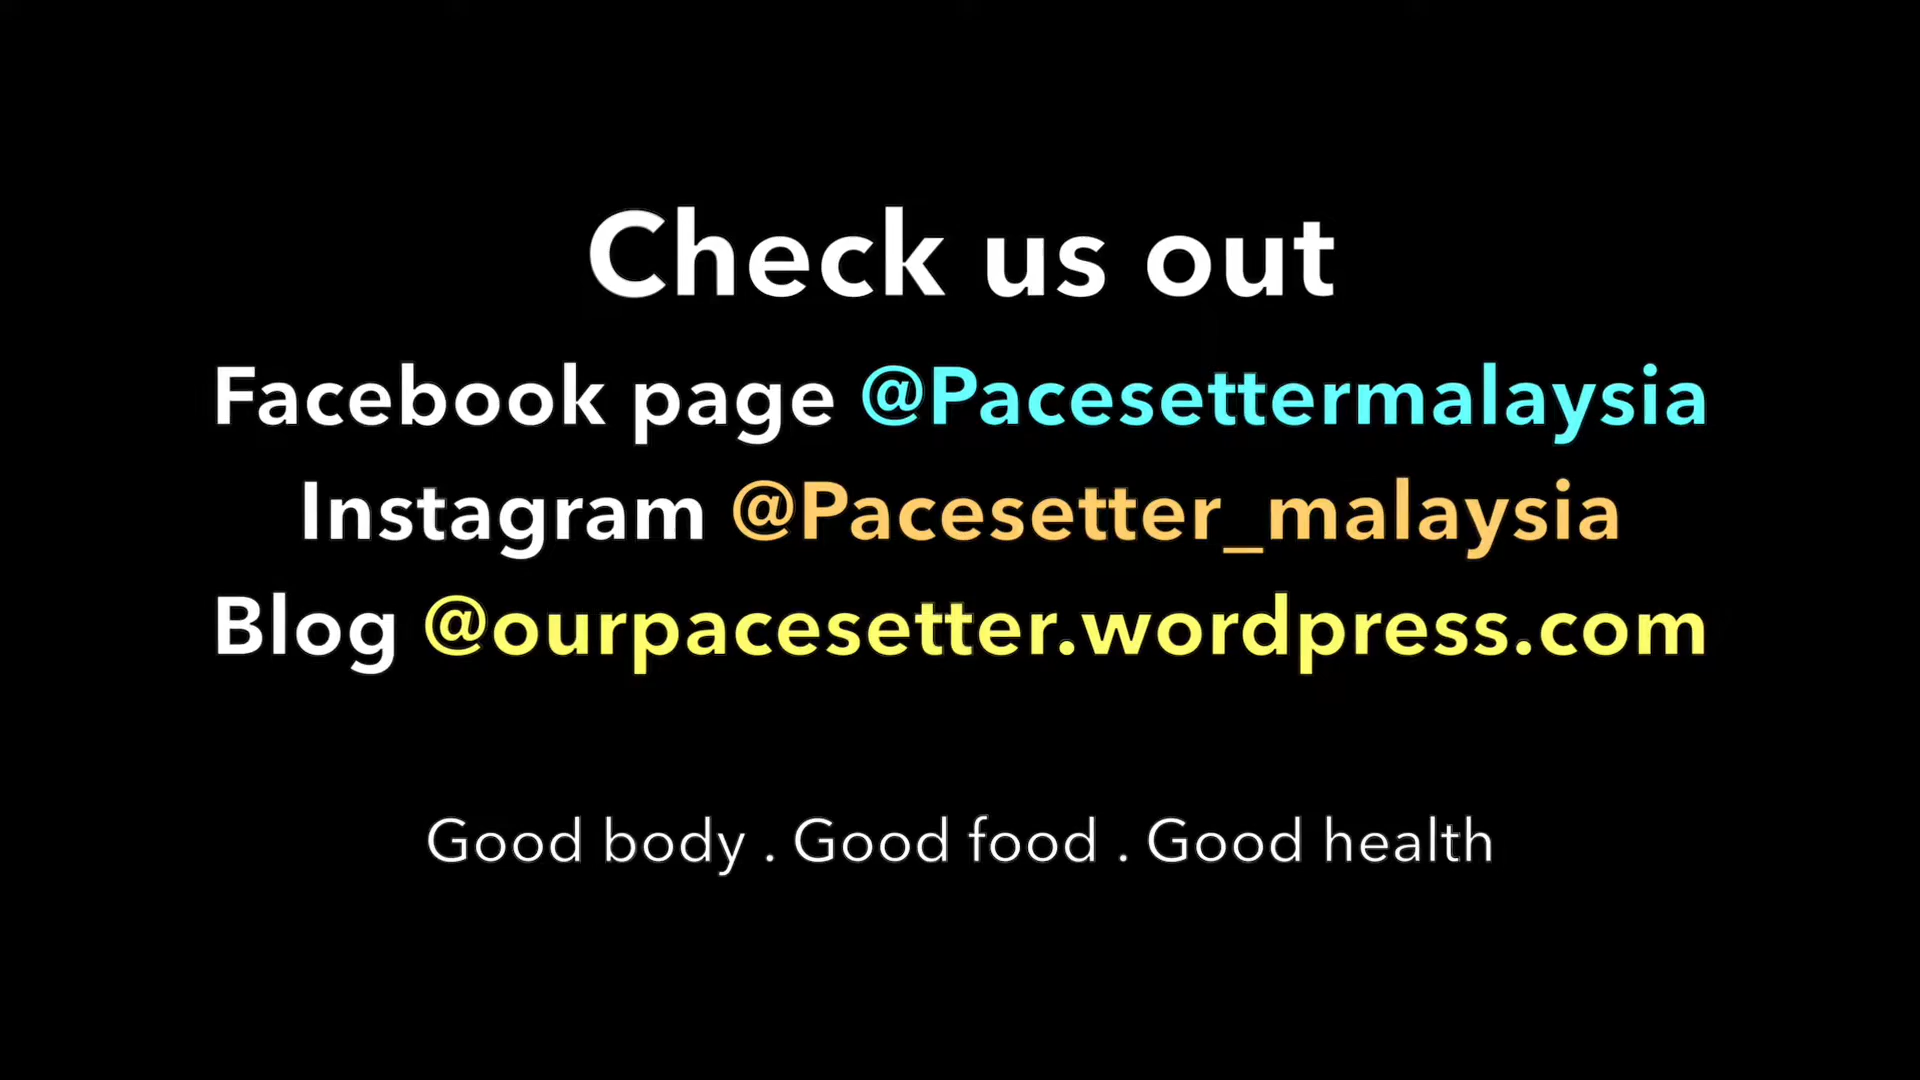 Check us out
Facebook page @Pacesettermalaysia
Instagram @Pacesetter_malaysia
Blog @ourpacesetter.wordpress.com
Good body . Good food . Good health